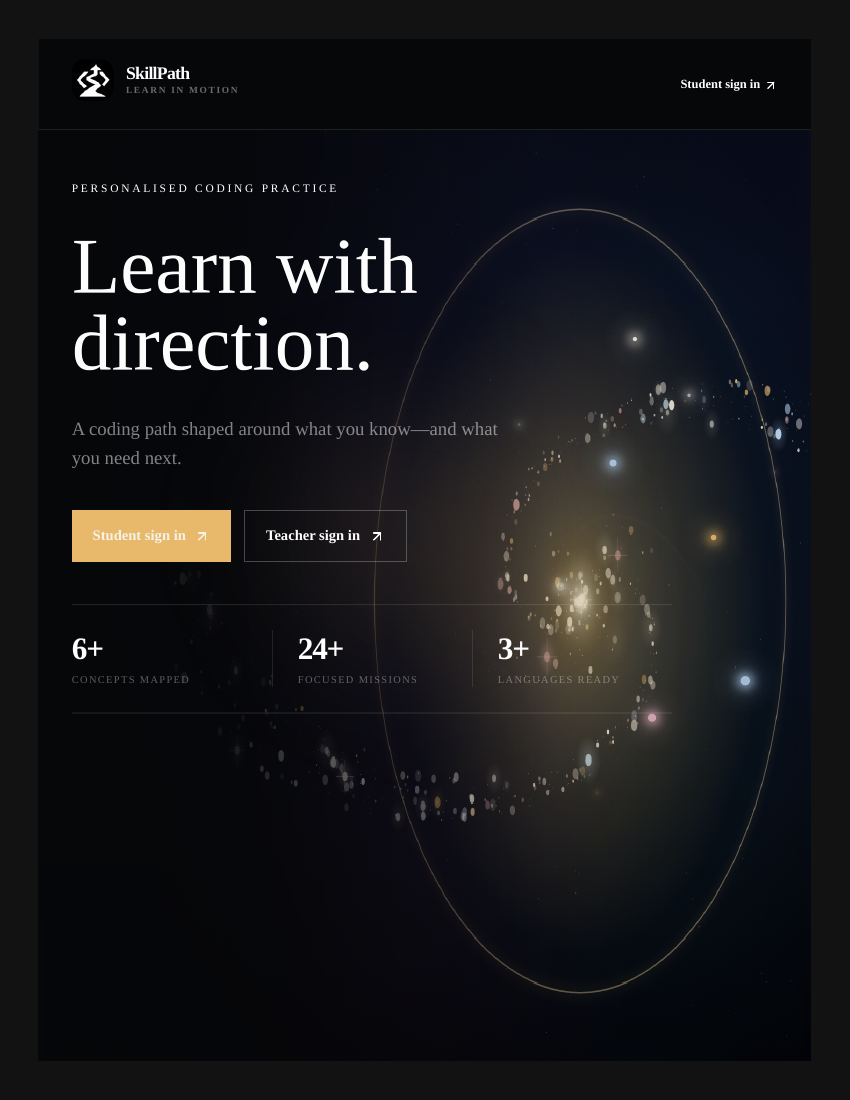 SkillPath
LEARN IN MOTION
Student sign in
PERSONALISED CODING PRACTICE
Learn with
direction.
A coding path shaped around what you know—and what
you need next.
Student sign in
Teacher sign in
6+
CONCEPTS MAPPED
24+
FOCUSED MISSIONS
3+
LANGUAGES READY